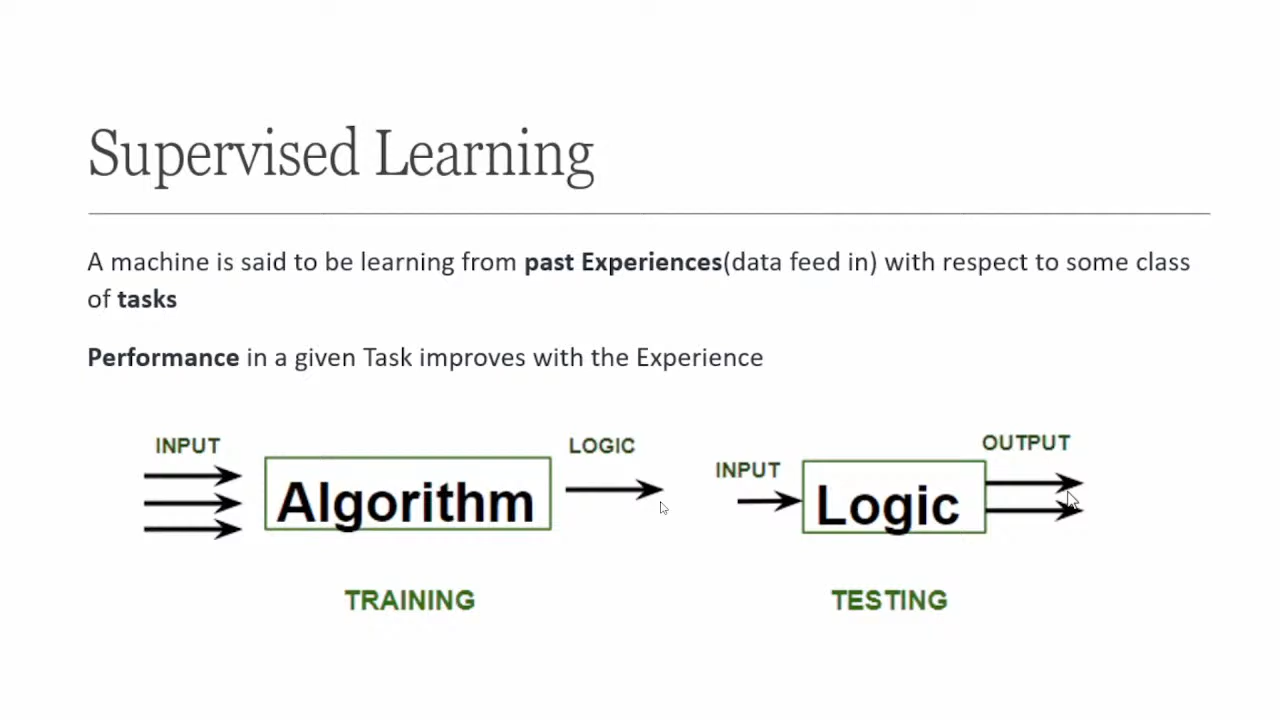 Supervised Learning
A machine is said to be learning from past Experiences(data feed in) with respect to some class
of tasks
Performance in a given Task improves with the Experience
INPUT
Algorithm
LOGIC
TRAINING
INPUT
Logic
OUTPUT
TESTING